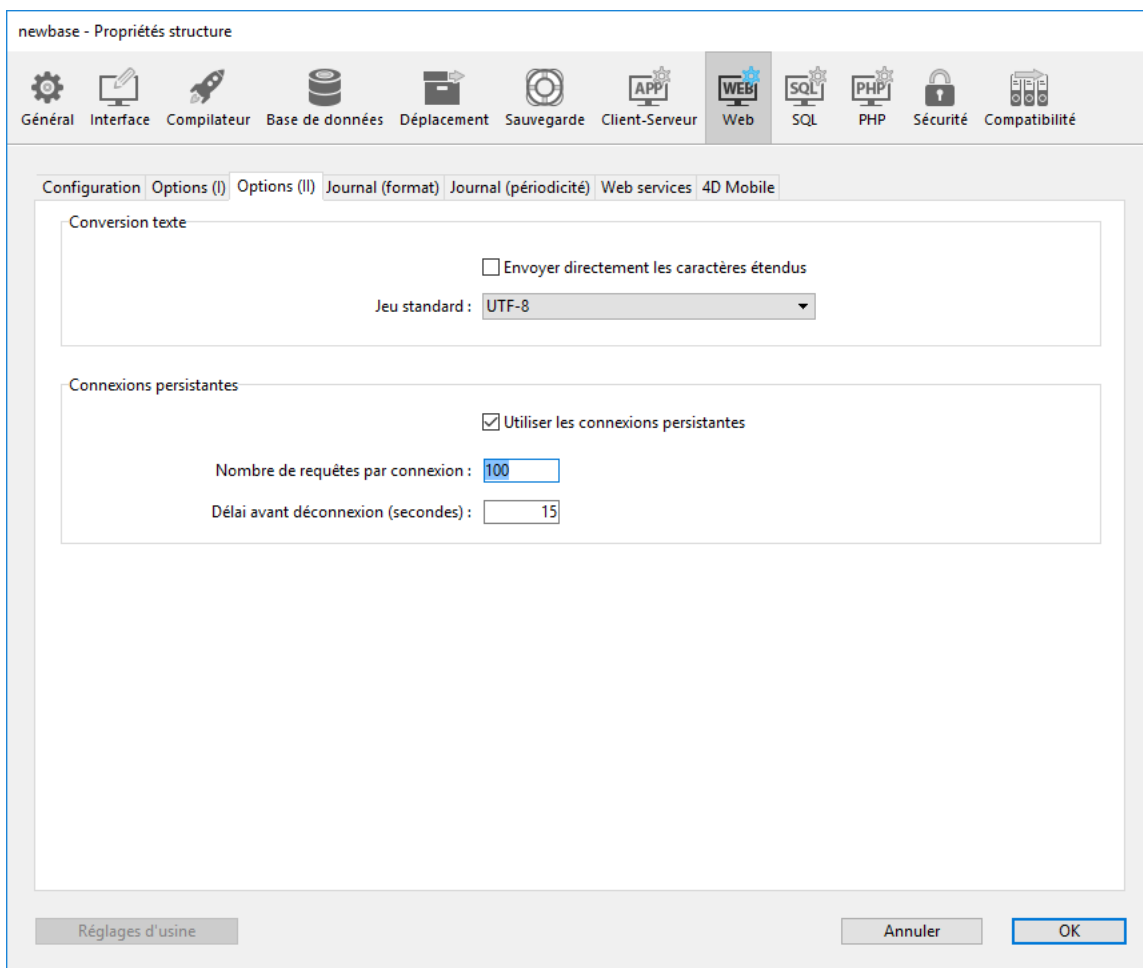 newbase - Propriétés structure
APP WEB SQL PHP
Général Interface Compilateur Base de données Déplacement Sauvegarde Client-Serveur Web SQL PHP Sécurité Compatibilité
Configuration Options (I) Options (II) Journal (format) Journal (périodicité) Web services 4D Mobile
Conversion texte
Envoyer directement les caractères étendus
Jeu standard : UTF-8
Connexions persistantes
Utiliser les connexions persistantes
Nombre de requêtes par connexion : 100
Délai avant déconnexion (secondes) : 15
Réglages d'usine Annuler OK